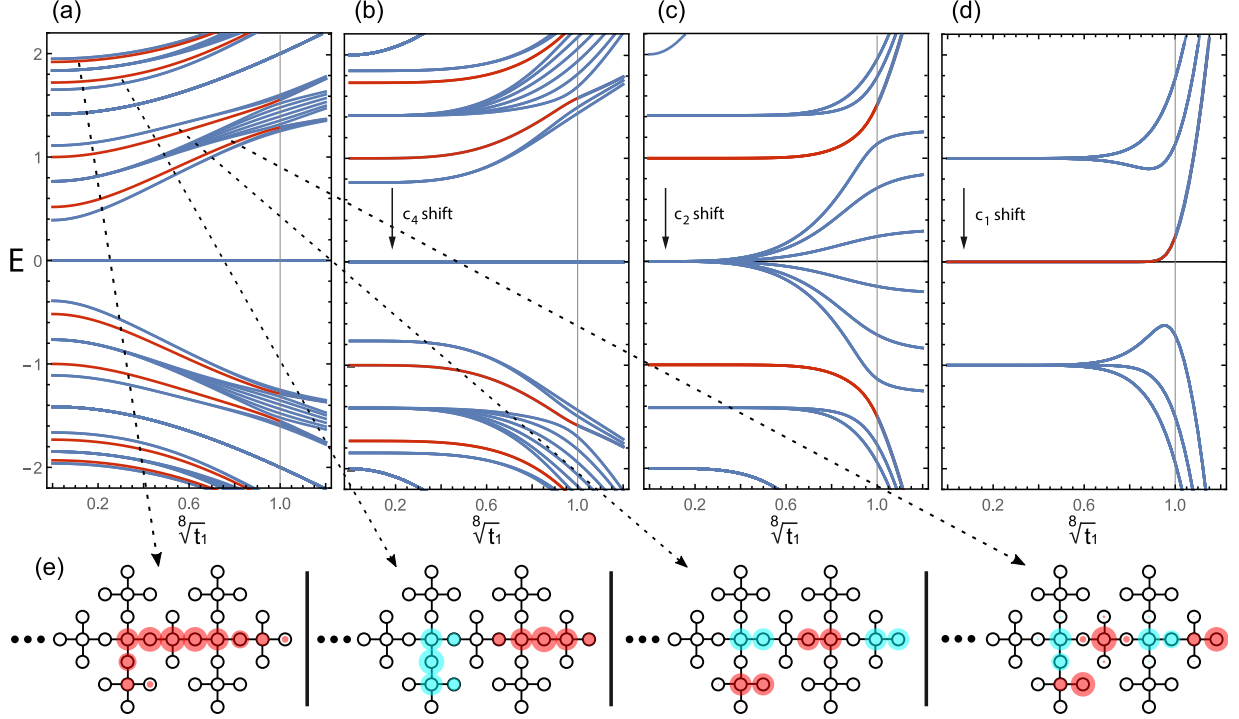 (a) (b) (c) (d)
2
1
0
−1
−2
E
c₄ shift
c₂ shift
c₁ shift
0.2 0.6 1.0
0.2 0.6 1.0
0.2 0.6 1.0
0.2 0.6 1.0
⁸√t₁
⁸√t₁
⁸√t₁
⁸√t₁
(e)